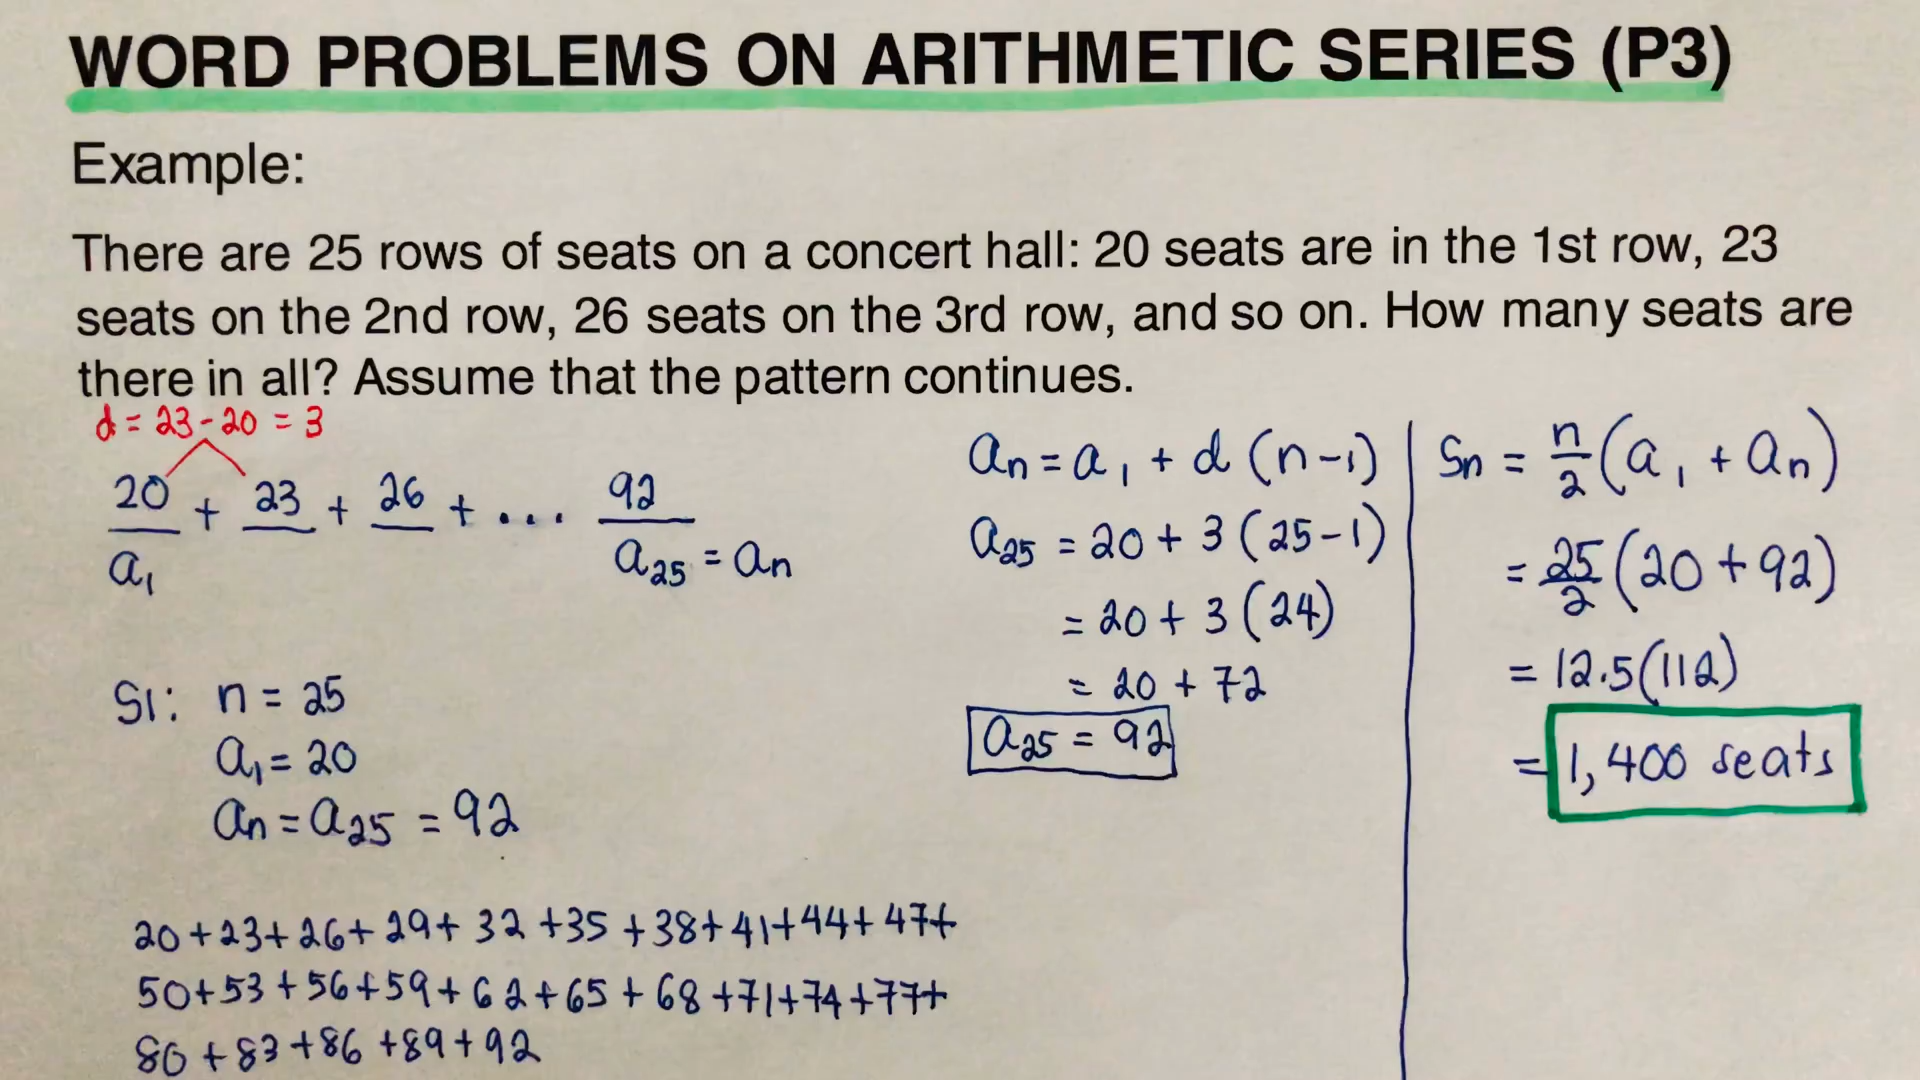 WORD PROBLEMS ON ARITHMETIC SERIES (P3)
Example:
There are 25 rows of seats on a concert hall: 20 seats are in the 1st row, 23
seats on the 2nd row, 26 seats on the 3rd row, and so on. How many seats are
there in all? Assume that the pattern continues.
d = 23 - 20 = 3
20 + 23 + 26 + ... 92
a₁ a₂₅ = aₙ
S1: n = 25
a₁ = 20
aₙ = a₂₅ = 92
20 + 23 + 26 + 29 + 32 + 35 + 38 + 41 + 44 + 47 +
50 + 53 + 56 + 59 + 62 + 65 + 68 + 71 + 74 + 77 +
80 + 83 + 86 + 89 + 92
aₙ = a₁ + d (n-1)
a₂₅ = 20 + 3 (25-1)
= 20 + 3 (24)
= 20 + 72
a₂₅ = 92
Sₙ = n/2 (a₁ + aₙ)
= 25/2 (20 + 92)
= 12.5 (112)
= 1,400 seats